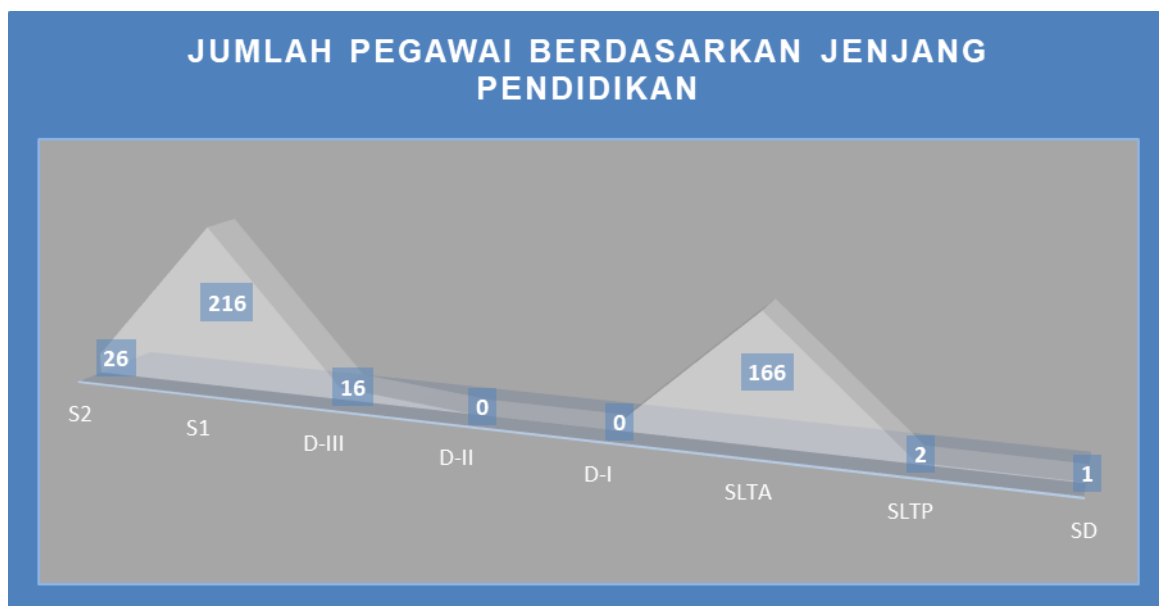 JUMLAH PEGAWAI BERDASARKAN JENJANG
PENDIDIKAN
216
26
166
16
0
0
2
1
S2
S1
D-III
D-II
D-I
SLTA
SLTP
SD